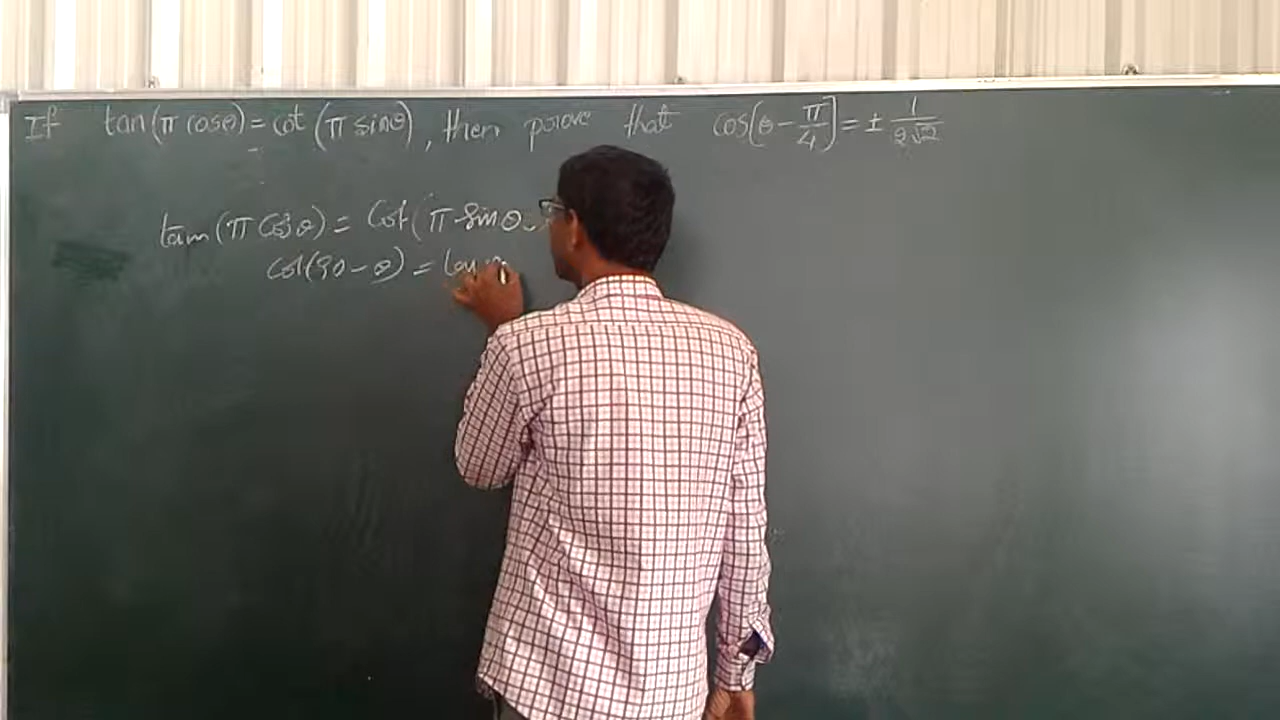 If tan(π cosθ) = cot (π sinθ), then prove that cos[θ - π/4] = ± 1/2√2
tan(π cosθ) = cot(π sinθ
cot(90 - θ) = tan